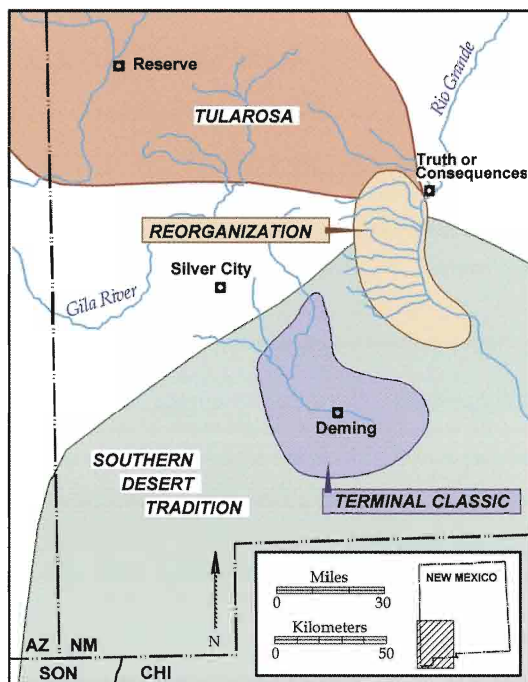 Reserve
TULAROSA
Rio Grande
Truth or
Consequences
REORGANIZATION
Silver City
Gila River
Deming
SOUTHERN
DESERT
TRADITION
TERMINAL CLASSIC
N
Miles
0 30
Kilometers
0 50
NEW MEXICO
AZ NM
SON CHI